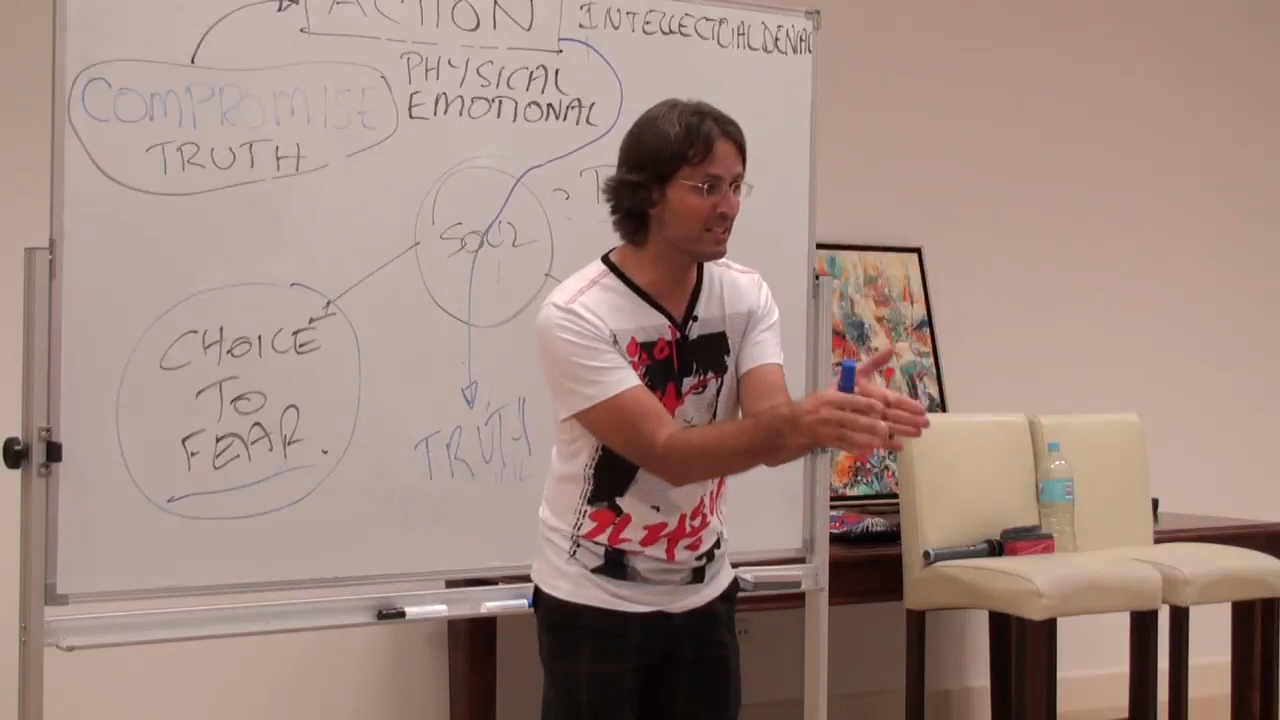 ACTION
INTELLECTUAL DENIAL
PHYSICAL
EMOTIONAL
COMPROMISE
TRUTH
SOUL
CHOICE
TO
FEAR.
TRUTH